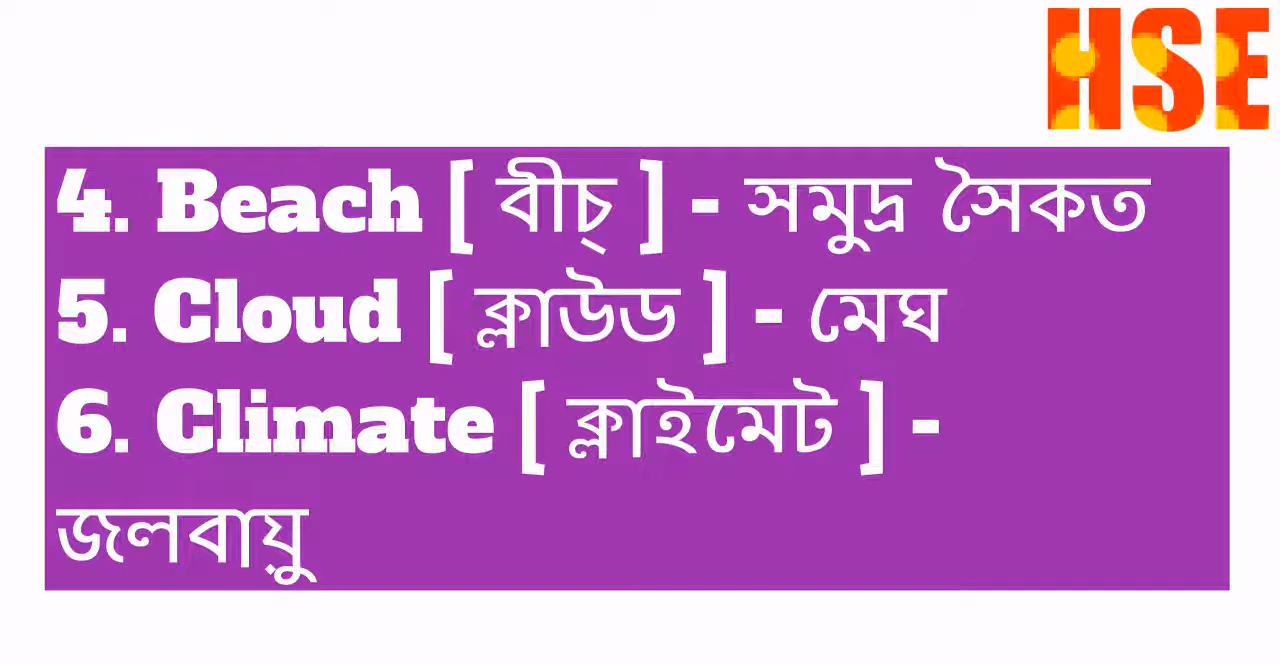 HSE
4. Beach [ বীচ্ ] - সমুদ্র সৈকত
5. Cloud [ ক্লাউড ] - মেঘ
6. Climate [ ক্লাইমেট ] -
জলবায়ু